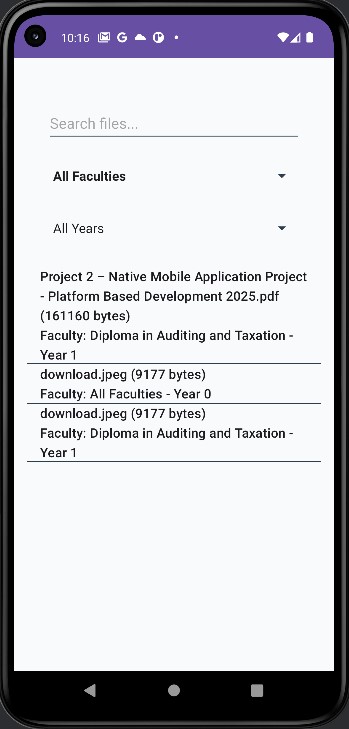 10:16
Search files...
All Faculties
All Years
Project 2 – Native Mobile Application Project
- Platform Based Development 2025.pdf
(161160 bytes)
Faculty: Diploma in Auditing and Taxation -
Year 1
download.jpeg (9177 bytes)
Faculty: All Faculties - Year 0
download.jpeg (9177 bytes)
Faculty: Diploma in Auditing and Taxation -
Year 1